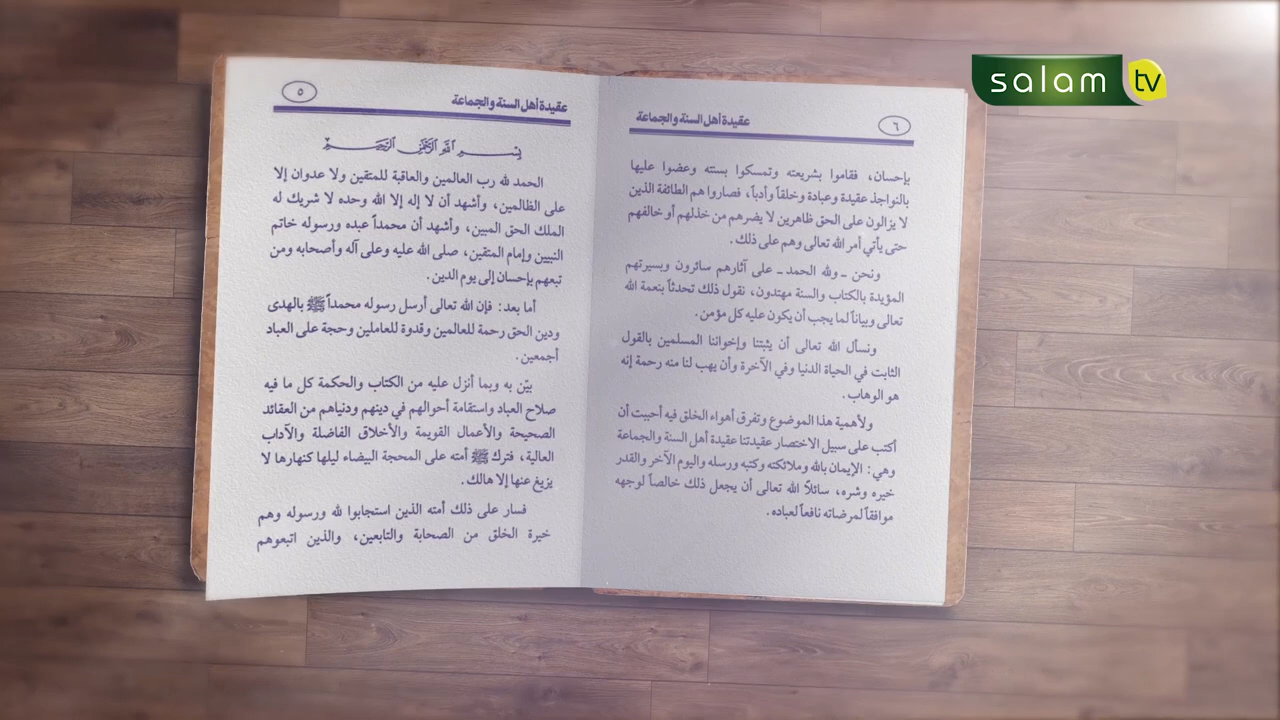 salam tv
٥
عقيدة أهل السنة والجماعة
بسم الله الرحمن الرحيم
الحمد لله رب العالمين والعاقبة للمتقين ولا عدوان إلا
على الظالمين، وأشهد أن لا إله إلا الله وحده لا شريك له
الملك الحق المبين، وأشهد أن محمداً عبده ورسوله خاتم
النبيين وإمام المتقين، صلى الله عليه وعلى آله وأصحابه ومن
تبعهم بإحسان إلى يوم الدين.
أما بعد: فإن الله تعالى أرسل رسوله محمداً ﷺ بالهدى
ودين الحق رحمة للعالمين وقدوة للعاملين وحجة على العباد
أجمعين.
بيّن به وبما أنزل عليه من الكتاب والحكمة كل ما فيه
صلاح العباد واستقامة أحوالهم في دينهم ودنياهم من العقائد
الصحيحة والأعمال القويمة والأخلاق الفاضلة والآداب
العالية، فترك ﷺ أمته على المحجة البيضاء ليلها كنهارها لا
يزيغ عنها إلا هالك.
فسار على ذلك أمته الذين استجابوا لله ورسوله وهم
خيرة الخلق من الصحابة والتابعين، والذين اتبعوهم
عقيدة أهل السنة والجماعة
٦
بإحسان، فقاموا بشريعته وتمسكوا بسنته وعضوا عليها
بالنواجذ عقيدة وعبادة وخلقاً وأدباً، فصاروا هم الطائفة الذين
لا يزالون على الحق ظاهرين لا يضرهم من خذلهم أو خالفهم
حتى يأتي أمر الله تعالى وهم على ذلك.
ونحن ـ ولله الحمد ـ على آثارهم سائرون وبسيرتهم
المؤيدة بالكتاب والسنة مهتدون، نقول ذلك تحدثاً بنعمة الله
تعالى وبياناً لما يجب أن يكون عليه كل مؤمن.
ونسأل الله تعالى أن يثبتنا وإخواننا المسلمين بالقول
الثابت في الحياة الدنيا وفي الآخرة وأن يهب لنا منه رحمة إنه
هو الوهاب.
ولأهمية هذا الموضوع وتفرق أهواء الخلق فيه أحببت أن
أكتب على سبيل الاختصار عقيدتنا عقيدة أهل السنة والجماعة
وهي: الإيمان بالله وملائكته وكتبه ورسله واليوم الآخر والقدر
خيره وشره، سائلاً الله تعالى أن يجعل ذلك خالصاً لوجهه
موافقاً لمرضاته نافعاً لعباده.